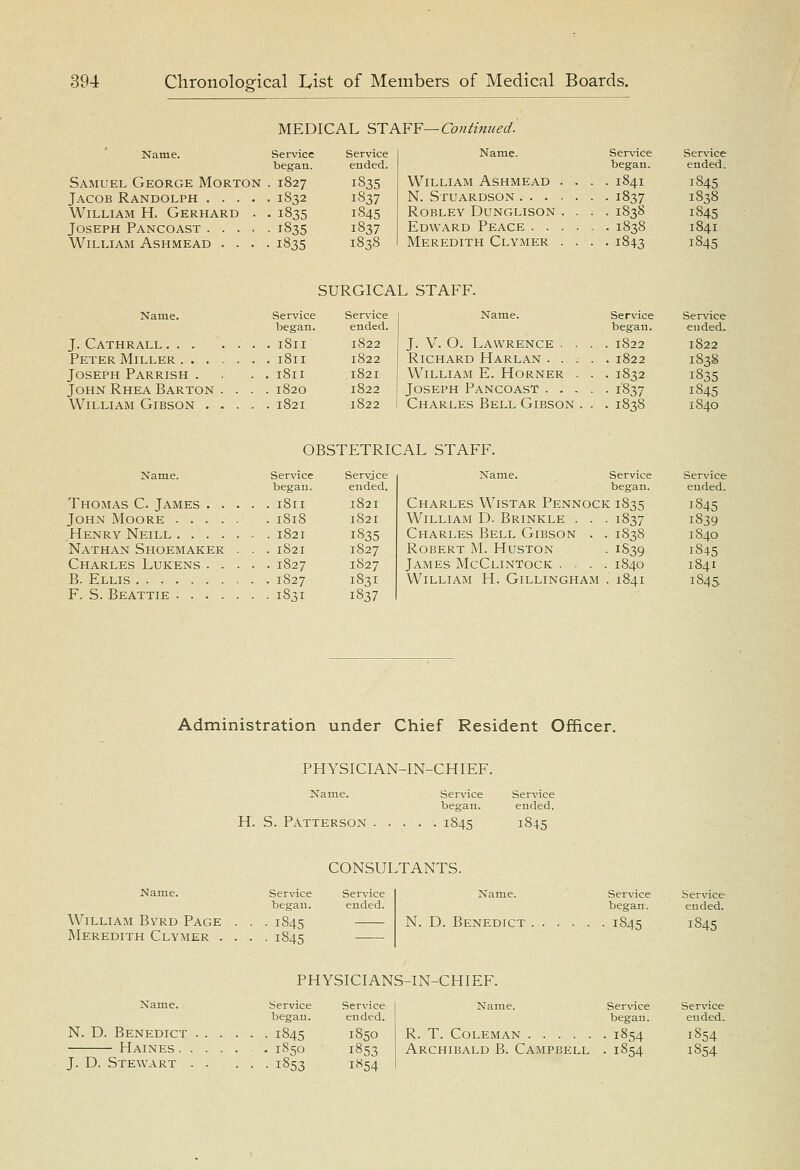 394 Chronological List of Members of Medical Boards.
MEDICAL STAFF—Continued.
Name. Service began. Service ended.
Samuel George Morton . 1827 1835
Jacob Randolph . . . . . 1832 1837
William H. Gerhard . . 1835 1845
Joseph Pancoast . . . . . 1835 1837
William Ashmead . . . . 1835 1838
Name. Service began. Service ended.
William Ashmead . . . . 1841 1845
N. Stuardson . . . . . . . 1837 1838
Robley Dunglison . . . . 1838 1845
Edward Peace . . . . . . 1838 1841
Meredith Clymer . . . . 1843 1845
SURGICAL STAFF.
Name. Service began. Service ended.
J. Cathrall . . . . . . . 1811 1822
Peter Miller . . . . . . . 1811 1822
Joseph Parrish . . . . 1811 1821
John Rhea Barton . . . . 1820 1822
William Gibson . . . . . 1821 1822
Name. Service began. Service ended.
J. V. O. Lawrence . . . . 1822 1822
Richard Harlan . . . . . 1822 1838
William E. Horner . . . 1832 1835
Joseph Pancoast . . . . . 1837 1845
Charles Bell Gibson . . . 1838 1840
OBSTETRICAL STAFF.
Name. Service began. Service ended.
Thomas C. James . . . . . 1811 1821
John Moore . . . . . . . 1818 1821
Henry Neill . . . . . . . 1821 1835
Nathan Shoemaker . . . 1821 1827
Charles Lukens . . . . . 1827 1827
B. Ellis . . . . . . . . . . 1827 1831
F. S. Beattie . . . . . . . 1831 1837
Name. Service began. Service ended.
Charles Wistar Pennock 1835 1845
William D. Brinkle . . . 1837 1839
Charles Bell Gibson . . 1838 1840
Robert M. Huston . 1839 1845
James McClintock . . . . 1840 1841
William H. Gillingham . 1841 1845
Administration under Chief Resident Officer.
PHYSICIAN-IN-CHIEF.
Name. Service began. Service ended.
H. S. Patterson . . . . . 1845 1845
CONSULTANTS.
Name. Service began. Service ended.
William Byrd Page . . . 1845 ——
Meredith Clymer . . . . 1845 ——
Name. Service began. Service ended.
N. D. Benedict . . . . . . 1845 1845
PHYSICIANS-IN-CHIEF.
Name. Service began. Service ended.
N. D. Benedict . . . . . . 1845 1850
—— Haines . . . . . . . 1850 1853
J. D. Stewart . . . . . 1853 1854
Name. Service began. Service ended.
R. T. Coleman . . . . . . 1854 1854
Archibald B. Campbell . 1854 1854